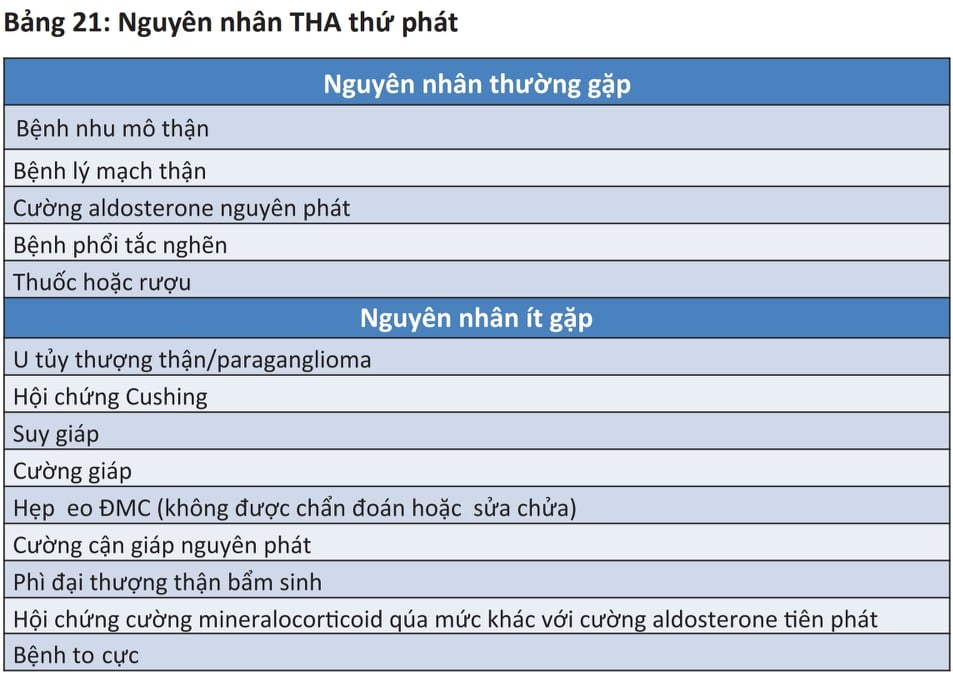 Bảng 21: Nguyên nhân THA thứ phát
Nguyên nhân thường gặp
Bệnh nhu mô thận
Bệnh lý mạch thận
Cường aldosterone nguyên phát
Bệnh phổi tắc nghẽn
Thuốc hoặc rượu
Nguyên nhân ít gặp
U tủy thượng thận/paraganglioma
Hội chứng Cushing
Suy giáp
Cường giáp
Hẹp eo ĐMC (không được chẩn đoán hoặc sửa chửa)
Cường cận giáp nguyên phát
Phì đại thượng thận bẩm sinh
Hội chứng cường mineralocorticoid qúa mức khác với cường aldosterone tiên phát
Bệnh to cực